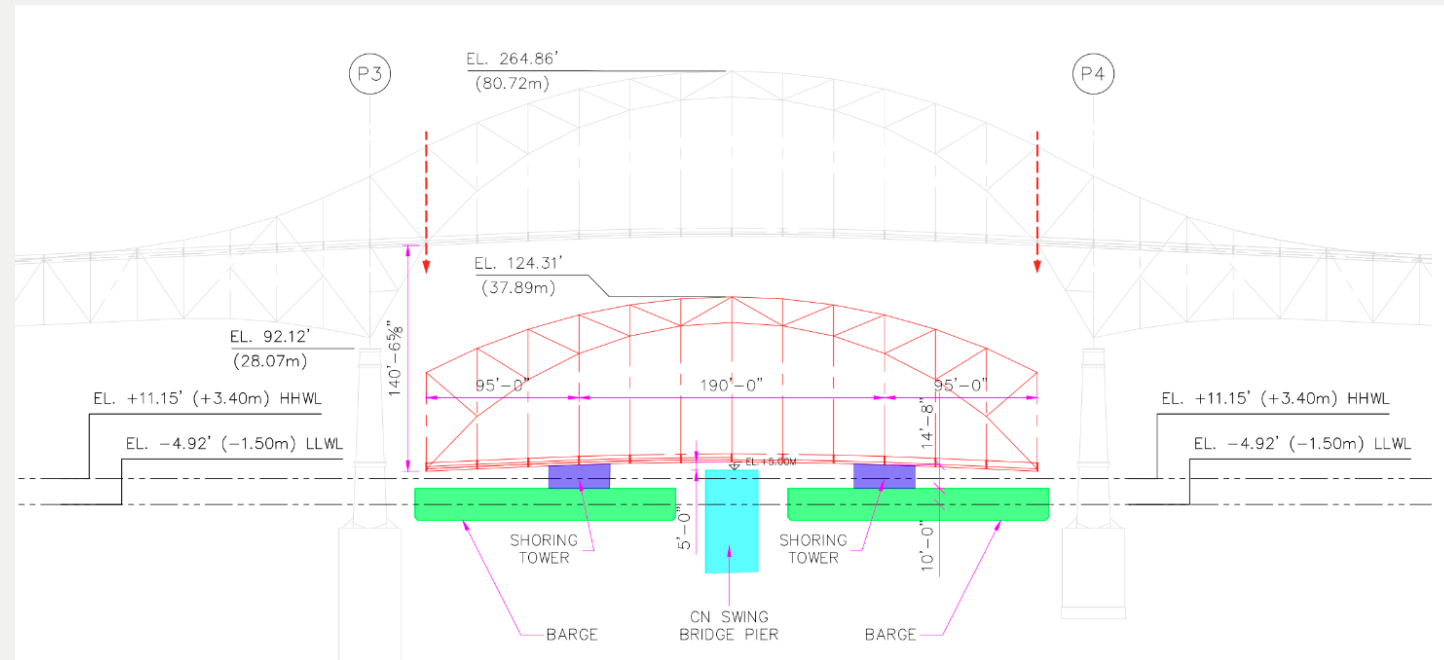 P3
EL. 264.86'
(80.72m)
P4
EL. 124.31'
(37.89m)
EL. 92.12'
(28.07m)
140'-6⅝"
95'-0"
190'-0"
95'-0"
EL. +11.15' (+3.40m) HHWL
EL. +11.15' (+3.40m) HHWL
14'-8"
EL. -4.92' (-1.50m) LLWL
EL. -4.92' (-1.50m) LLWL
EL. +5.00M
5'-0"
10'-0"
SHORING
TOWER
SHORING
TOWER
CN SWING
BRIDGE PIER
BARGE
BARGE